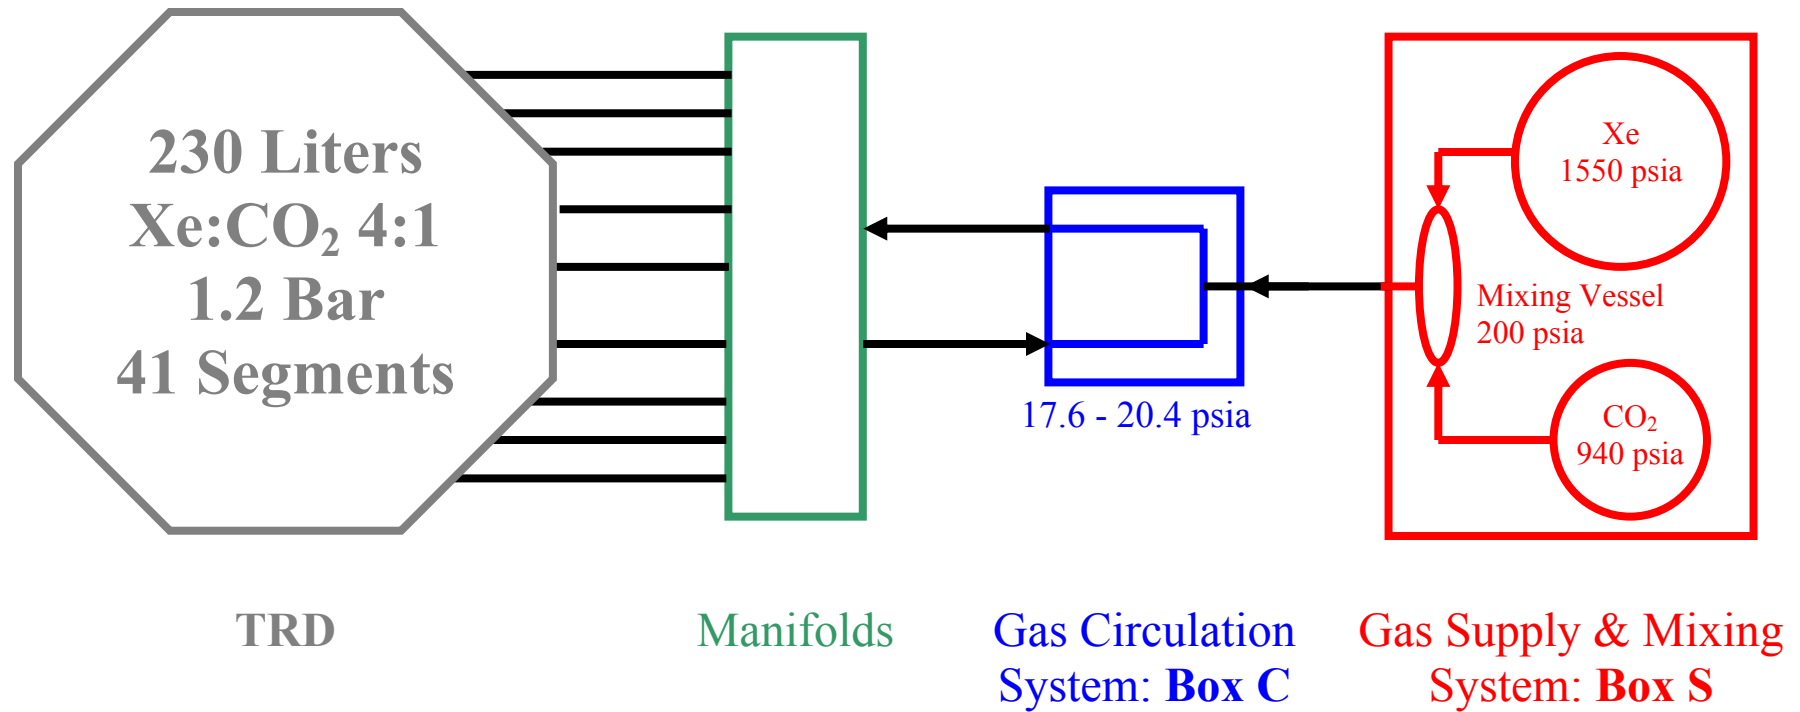 230 Liters
Xe:CO₂ 4:1
1.2 Bar
41 Segments
Xe
1550 psia
Mixing Vessel
200 psia
CO₂
940 psia
17.6 - 20.4 psia
TRD
Manifolds
Gas Circulation
System: Box C
Gas Supply & Mixing
System: Box S